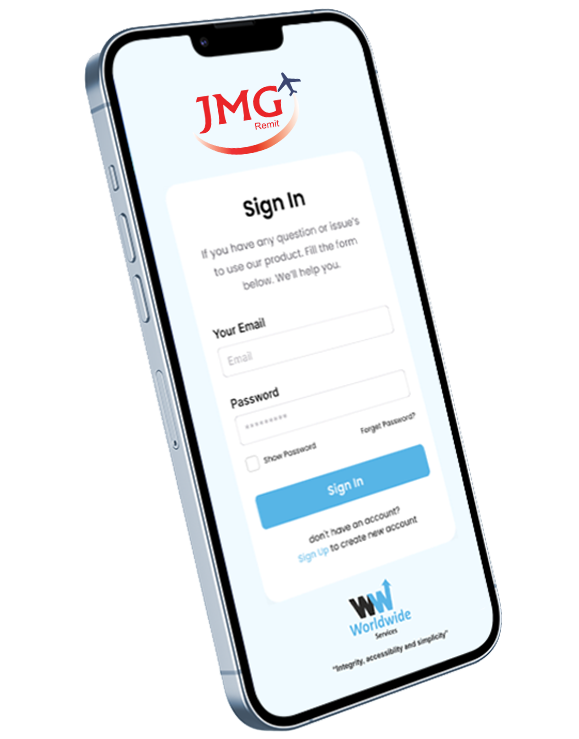 JMG
Remit
Sign In
If you have any question or issue's
to use our product. Fill the form
below. We'll help you.
Your Email
Email
Password
*********
Show Password
Forget Password?
Sign In
don't have an account?
Sign Up to create new account
WW
Worldwide
Services
"Integrity, accessiblity and simplicity"